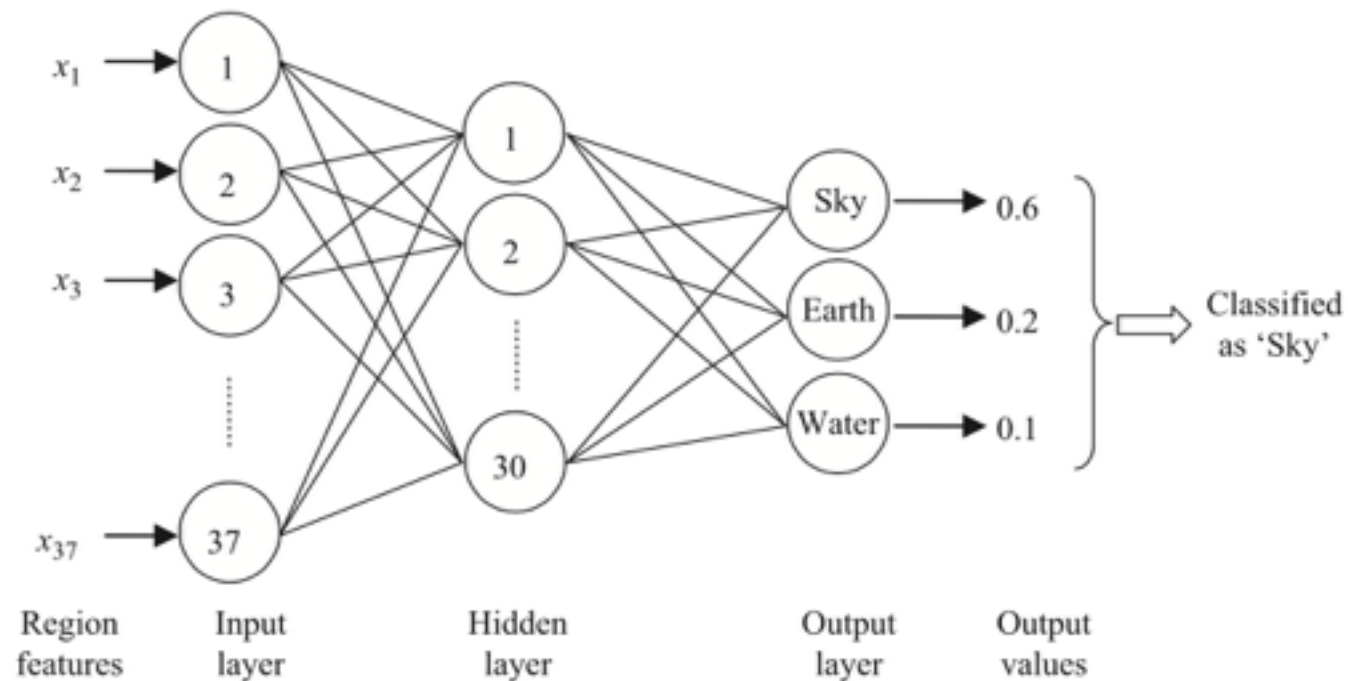 x1
1
x2
2
x3
3
x37
37
1
2
30
Sky
0.6
Earth
0.2
Water
0.1
Classified
as ‘Sky’
Region
features
Input
layer
Hidden
layer
Output
layer
Output
values